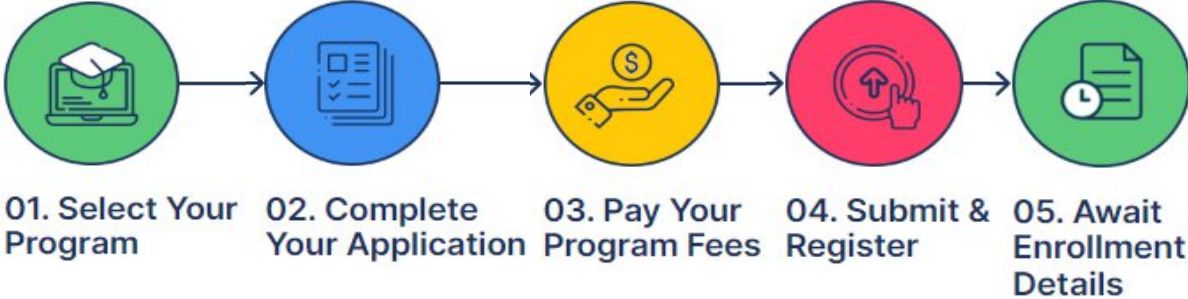 $
01. Select Your
Program
02. Complete
Your Application
03. Pay Your
Program Fees
04. Submit &
Register
05. Await
Enrollment
Details